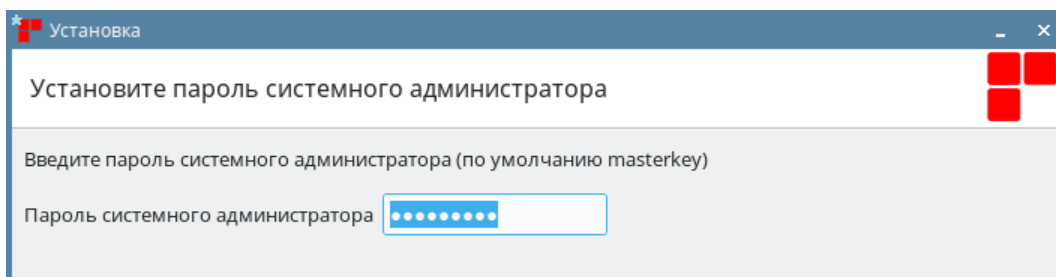 Установка
Установите пароль системного администратора
Введите пароль системного администратора (по умолчанию masterkey)
Пароль системного администратора •••••••••